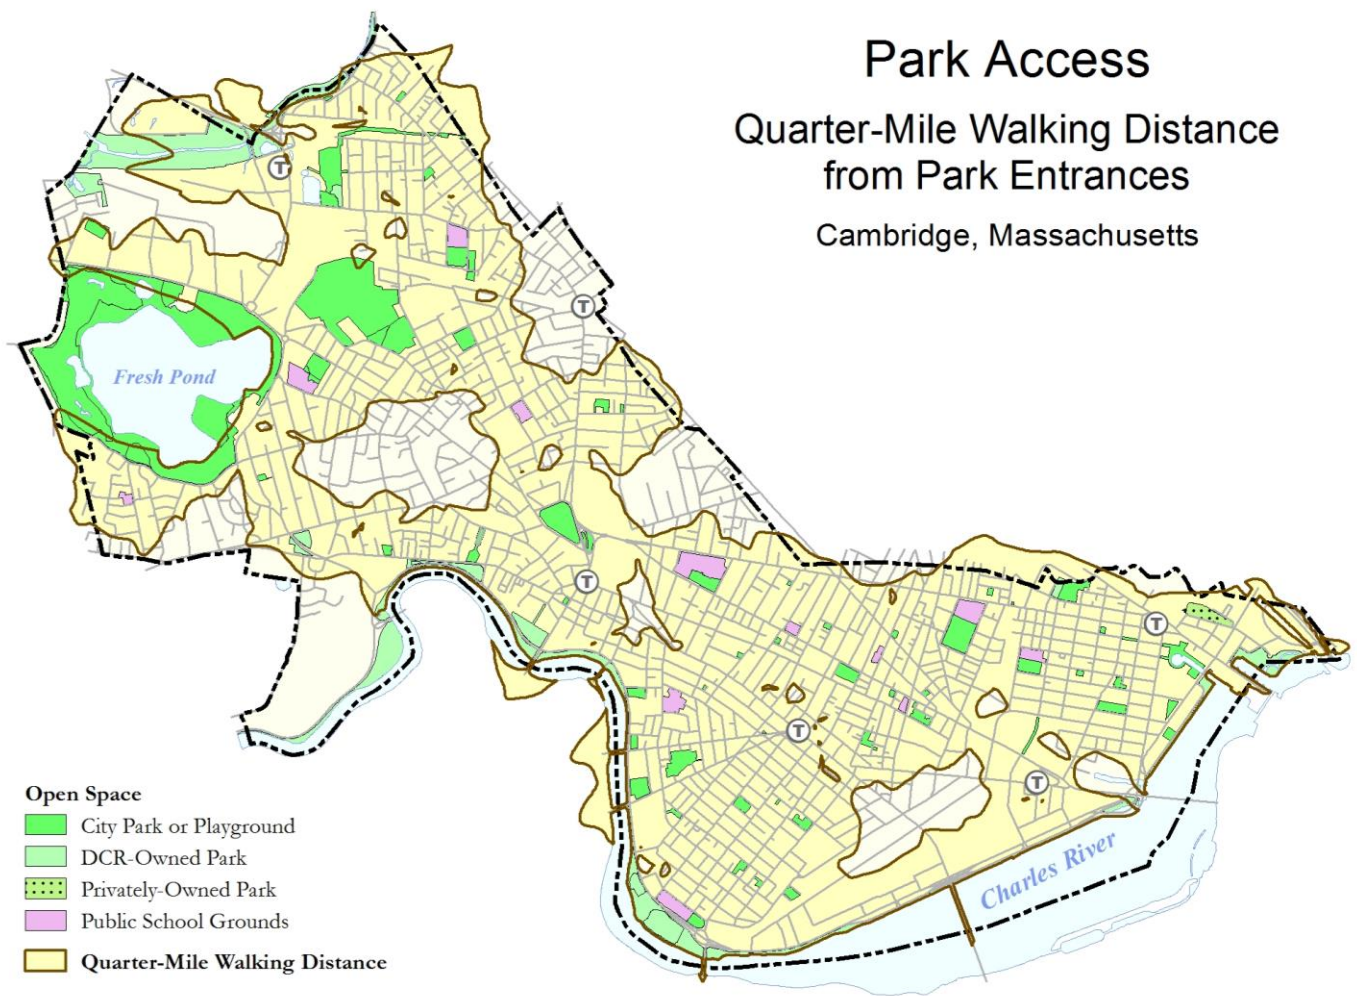 Park Access
Quarter-Mile Walking Distance
from Park Entrances
Cambridge, Massachusetts
T
T
Fresh Pond
T
T
T
T
Open Space
City Park or Playground
DCR-Owned Park
Privately-Owned Park
Public School Grounds
Quarter-Mile Walking Distance
Charles River